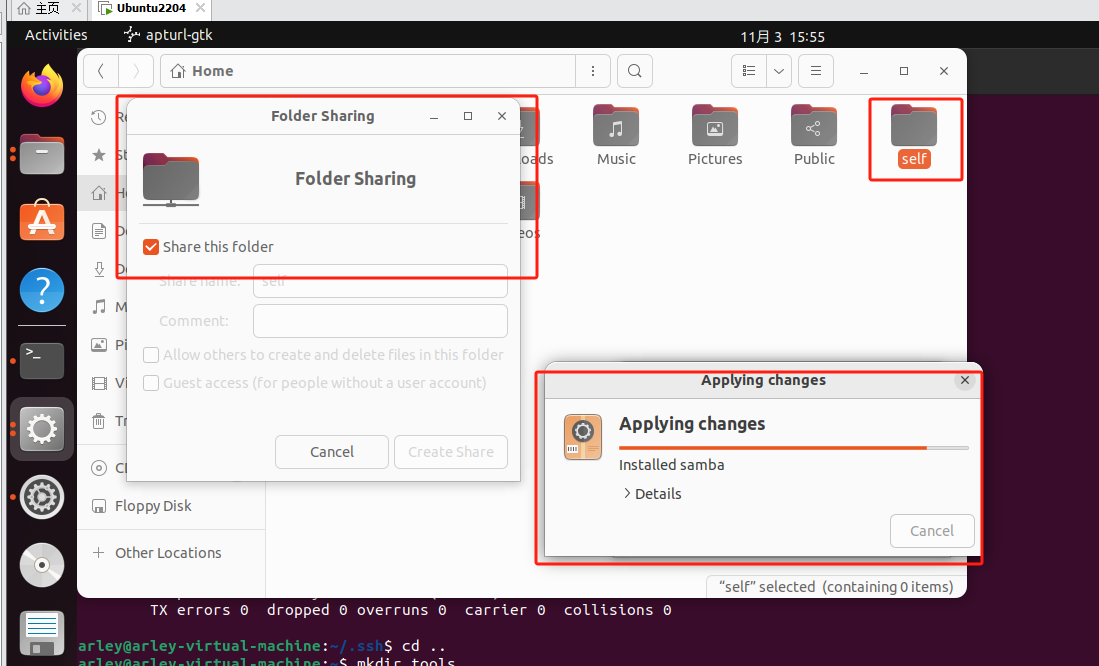 主页
Ubuntu2204
Activities
apturl-gtk
11月 3 15:55
Home
Folder Sharing
Folder Sharing
Share this folder
Share name:
self
Comment:
Allow others to create and delete files in this folder
Guest access (for people without a user account)
Cancel
Create Share
oads
Music
Pictures
Public
self
eos
Re
St
H
D
D
M
Pi
Vi
Tr
Floppy Disk
Other Locations
Applying changes
Applying changes
Installed samba
Details
Cancel
“self” selected (containing 0 items)
TX errors 0 dropped 0 overruns 0 carrier 0 collisions 0
arley@arley-virtual-machine:~/.ssh$ cd ..
arley@arley-virtual-machine:~$ mkdir tools